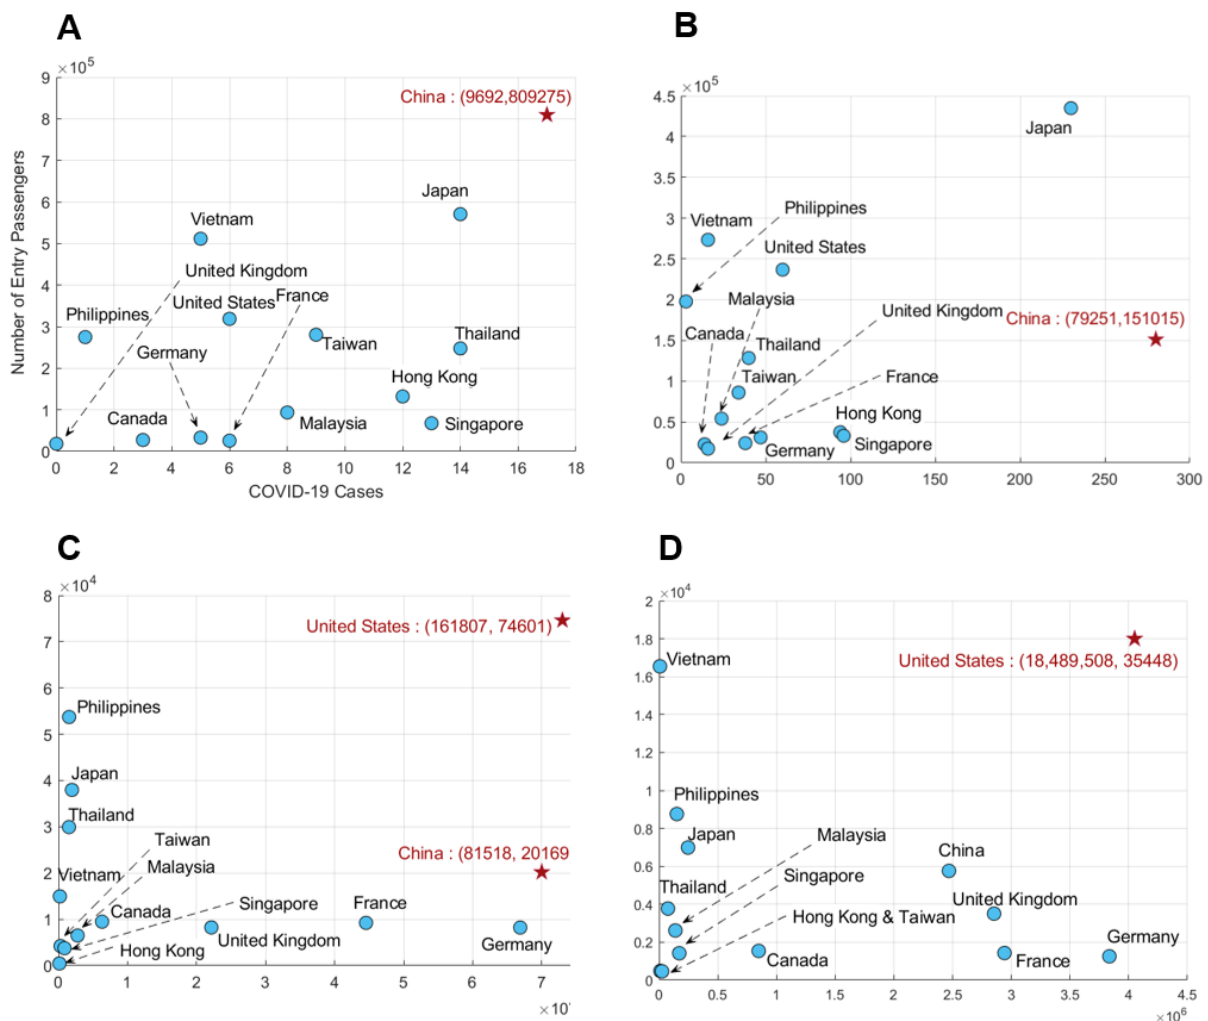 A
×10^5
9
8
7
6
5
4
3
2
1
0
0 2 4 6 8 10 12 14 16 18
Number of Entry Passengers
COVID-19 Cases
China : (9692,809275)
Japan
Vietnam
United Kingdom
United States
France
Philippines
Germany
Taiwan
Thailand
Hong Kong
Canada
Malaysia
Singapore
B
×10^5
4.5
4
3.5
3
2.5
2
1.5
1
0.5
0
0 50 100 150 200 250 300
Japan
Philippines
Vietnam
United States
Malaysia
United Kingdom
China : (79251,151015)
Canada
Thailand
Taiwan
France
Hong Kong
Germany
Singapore
C
×10^4
8
7
6
5
4
3
2
1
0
0 1 2 3 4 5 6 7
United States : (161807, 74601)
Philippines
Japan
Thailand
Taiwan
China : (81518, 20169
Malaysia
Vietnam
Singapore
France
Canada
United Kingdom
Germany
Hong Kong
D
×10^4
2
1.8
1.6
1.4
1.2
1
0.8
0.6
0.4
0.2
0
0 0.5 1 1.5 2 2.5 3 3.5 4 4.5
×10^6
Vietnam
United States : (18,489,508, 35448)
Philippines
Japan
Malaysia
China
Singapore
Thailand
United Kingdom
Hong Kong & Taiwan
Germany
Canada
France